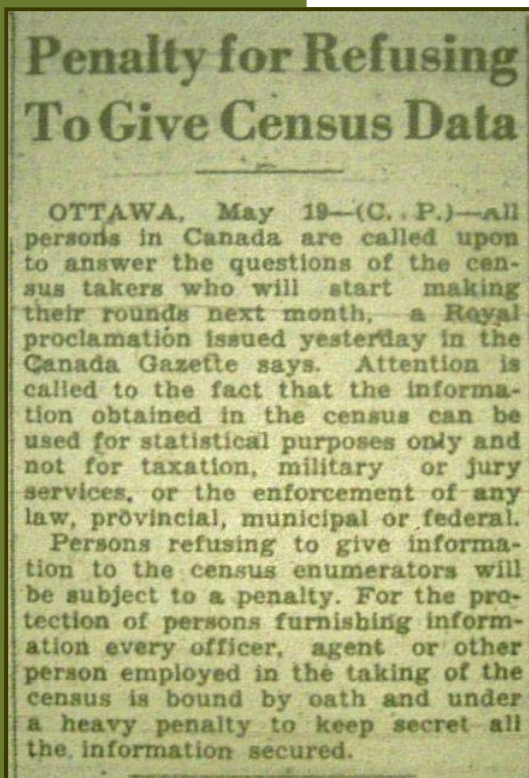 Penalty for Refusing
To Give Census Data
OTTAWA, May 19—(C. P.)—All
persons in Canada are called upon
to answer the questions of the cen-
sus takers who will start making
their rounds next month, a Royal
proclamation issued yesterday in the
Canada Gazette says. Attention is
called to the fact that the informa-
tion obtained in the census can be
used for statistical purposes only and
not for taxation, military or jury
services, or the enforcement of any
law, provincial, municipal or federal.
Persons refusing to give informa-
tion to the census enumerators will
be subject to a penalty. For the pro-
tection of persons furnishing inform-
ation every officer, agent or other
person employed in the taking of the
census is bound by oath and under
a heavy penalty to keep secret all
the information secured.